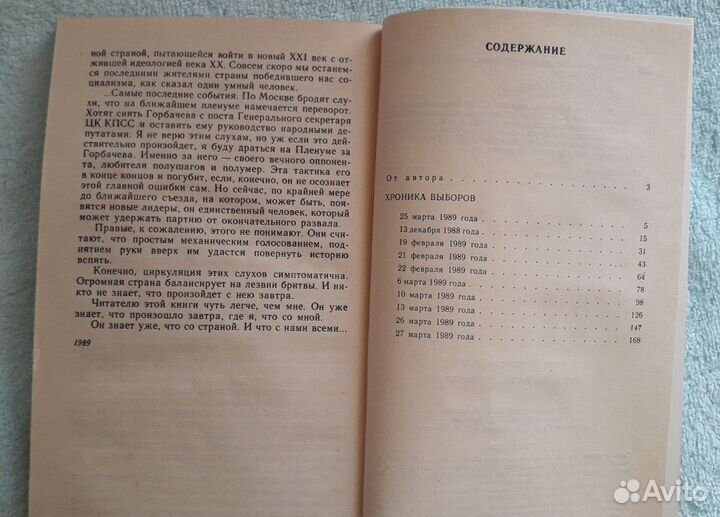 ной страной, пытающейся войти в новый XXI век с от-
жившей идеологией века XX. Совсем скоро мы останем-
ся последними жителями страны победившего нас со-
циализма, как сказал один умный человек.
...Самые последние события. По Москве бродят слу-
хи, что на ближайшем пленуме намечается переворот.
Хотят снять Горбачева с поста Генерального секретаря
ЦК КПСС и оставить ему руководство народными де-
путатами. Я не верю этим слухам, но уж если это дей-
ствительно произойдет, я буду драться на Пленуме за
Горбачева. Именно за него — своего вечного оппонен-
та, любителя полушагов и полумер. Эта тактика его
в конце концов и погубит, если, конечно, он не осознает
этой главной ошибки сам. Но сейчас, по крайней мере
до ближайшего съезда, на котором, может быть, поя-
вятся новые лидеры, он единственный человек, который
может удержать партию от окончательного развала.
Правые, к сожалению, этого не понимают. Они счи-
тают, что простым механическим голосованием, под-
нятием руки вверх им удастся повернуть историю
вспять.
Конечно, циркуляция этих слухов симптоматична.
Огромная страна балансирует на лезвии бритвы. И ни-
кто не знает, что произойдет с нею завтра.
Читателю этой книги чуть легче, чем мне. Он уже
знает, что произошло завтра, где я, что со мной.
Он знает уже, что со страной. И что с нами всеми...
1989
СОДЕРЖАНИЕ
От автора . . . . . . . . . . . . . . 3
ХРОНИКА ВЫБОРОВ
25 марта 1989 года . . . . . . . . . . . 5
13 декабря 1988 года . . . . . . . . . . . 15
19 февраля 1989 года . . . . . . . . . . . 31
21 февраля 1989 года . . . . . . . . . . . 43
22 февраля 1989 года . . . . . . . . . . . 64
6 марта 1989 года . . . . . . . . . . . 78
10 марта 1989 года . . . . . . . . . . . 98
13 марта 1989 года . . . . . . . . . . . 126
26 марта 1989 года . . . . . . . . . . . 147
27 марта 1989 года . . . . . . . . . . . 168
Avito